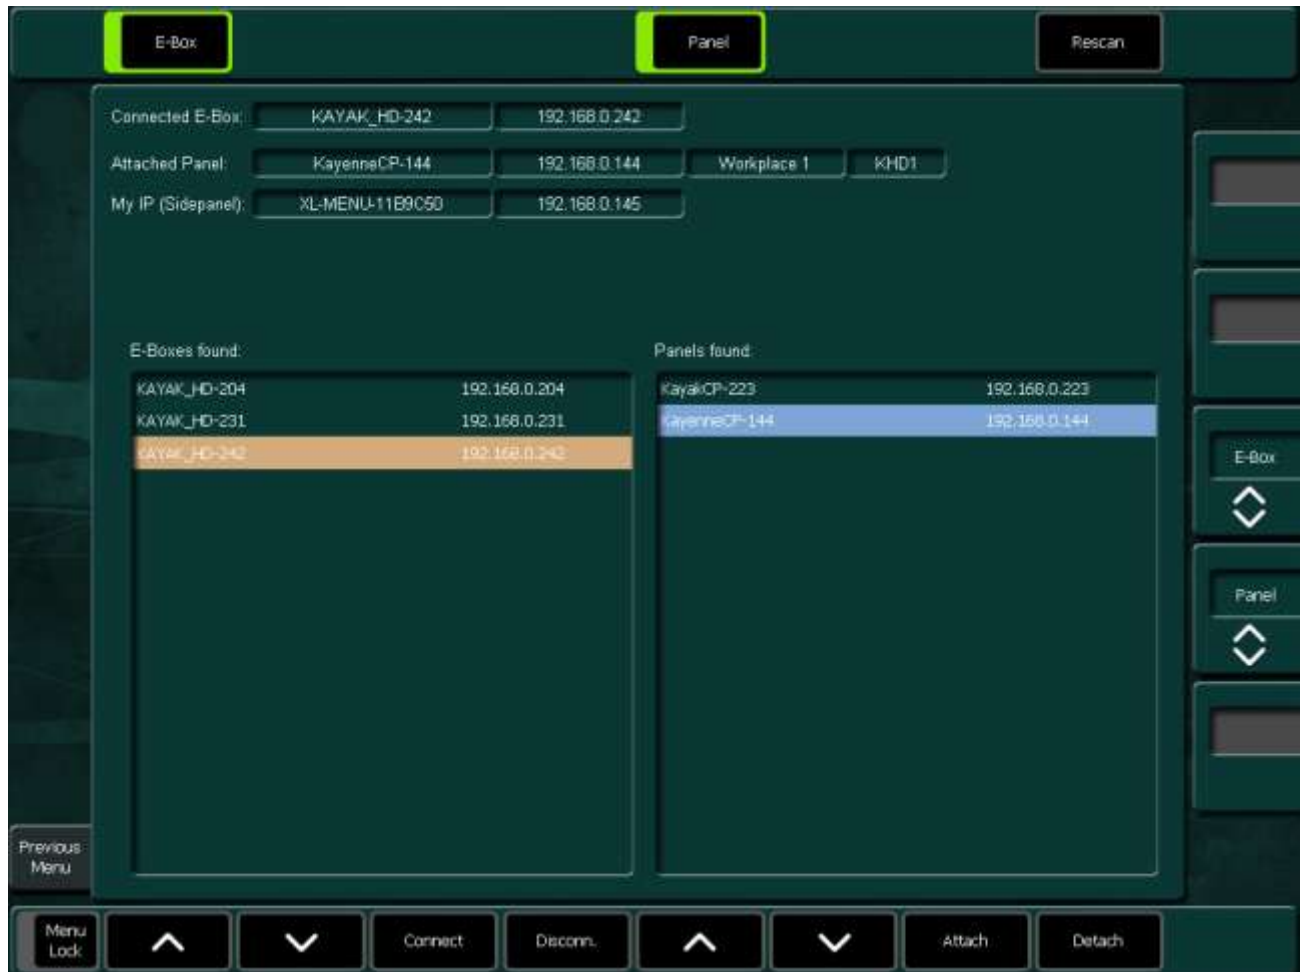 E-Box Panel Rescan
Connected E-Box: KAYAK_HD-242 192.168.0.242
Attached Panel: KayenneCP-144 192.168.0.144 Workplace 1 KHD1
My IP (Sidepanel): XL-MENU-11B9C5D 192.168.0.145
E-Boxes found: Panels found:
KAYAK_HD-204 192.168.0.204 KayakCP-223 192.168.0.223
KAYAK_HD-231 192.168.0.231 KayenneCP-144 192.168.0.144
KAYAK_HD-242 192.168.0.242
E-Box
Panel
Previous
Menu
Menu
Lock
Connect Disconn. Attach Detach